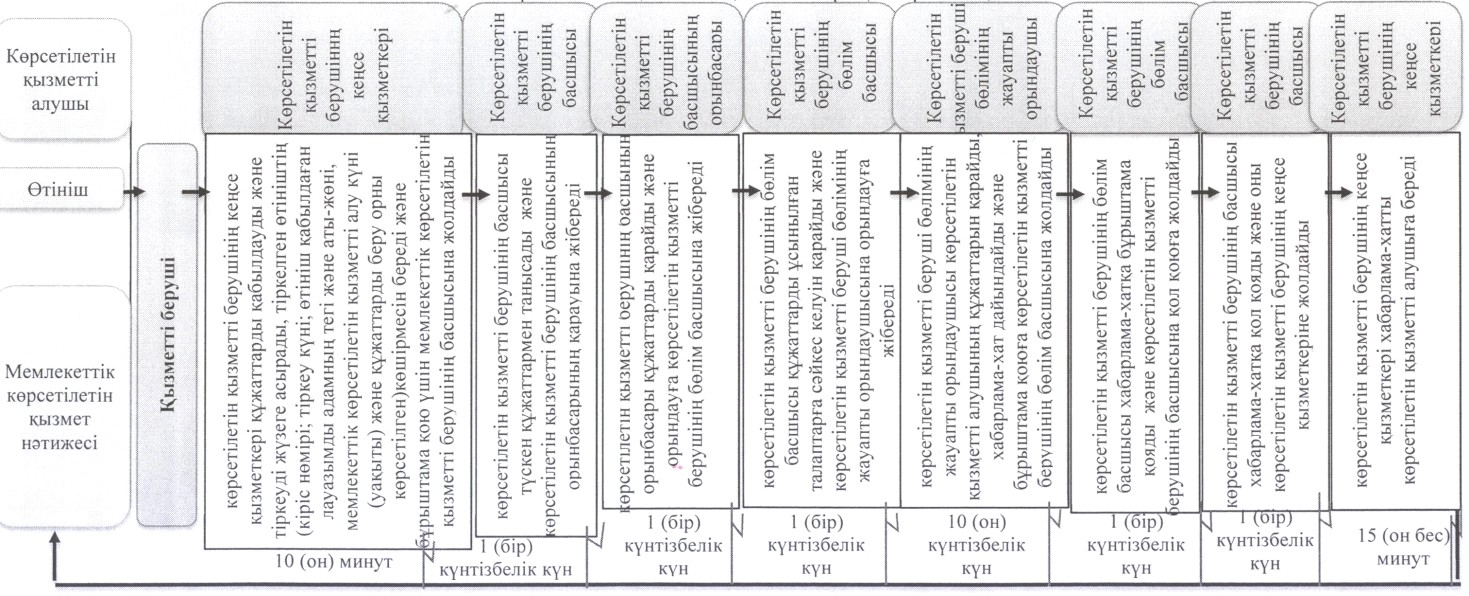 Көрсетілетін
қызметті
алушы
Өтініш
Мемлекеттік
көрсетілетін
қызмет
нәтижесі
Қызметті беруші
Көрсетілетін
қызметті
берушінің
кеңсе
қызметкері
көрсетілетін қызметті берушінің кеңсе
қызметкері құжаттарды қабылдауды және
тіркеуді жүзеге асырады, тіркелген өтініштің
(кіріс нөмірі; тіркеу күні; өтініш қабылдаған
лауазымды адамның тегі және аты-жөні,
мемлекеттік көрсетілетін қызметті алу күні
(уақыты) және құжаттарды беру орны
көрсетілген)көшірмесін береді және
бұрыштама қою үшін мемлекеттік көрсетілетін
қызметті берушінің басшысына жолдайды
10 (он) минут
Көрсетілетін
қызметті
берушінің
басшысы
көрсетілетін қызметті берушінің басшысы
түскен құжаттармен танысады және
көрсетілетін қызметті берушінің басшысының
орынбасарының қарауына жібереді
1 (бір)
күнтізбелік күн
Көрсетілетін
қызметті
берушінің
басшысының
орынбасары
көрсетілетін қызметті берушінің басшының
орынбасары құжаттарды қарайды және
орындауға көрсетілетін қызметті
берушінің бөлім басшысына жібереді
1 (бір)
күнтізбелік
күн
Көрсетілетін
қызметті
берушінің
бөлім
басшысы
көрсетілетін қызметті берушінің бөлім
басшысы құжаттарды ұсынылған
талаптарға сәйкес келуін қарайды және
көрсетілетін қызметті беруші бөлімінің
жауапты орындаушысына орындауға
жібереді
1 (бір)
күнтізбелік
күн
Көрсетілетін
қызметті беруші
бөлімінің
жауапты
орындаушы
көрсетілетін қызметті беруші бөлімінің
жауапты орындаушысы көрсетілетін
қызметті алушының құжаттарын қарайды,
хабарлама-хат дайындайды және
бұрыштама қоюға көрсетілетін қызметті
берушінің бөлім басшысына жолдайды
10 (он)
күнтізбелік
күн
Көрсетілетін
қызметті
берушінің
бөлім
басшысы
көрсетілетін қызметті берушінің бөлім
басшысы хабарлама-хатқа бұрыштама
қояды және көрсетілетін қызметті
берушінің басшысына қол қоюға жолдайды
1 (бір)
күнтізбелік
күн
Көрсетілетін
қызметті
берушінің
басшысы
көрсетілетін қызметті берушінің басшысы
хабарлама-хатқа қол қояды және оны
көрсетілетін қызметті берушінің кеңсе
қызметкеріне жолдайды
1 (бір)
күнтізбелік
күн
Көрсетілетін
қызметті
берушінің
кеңсе
қызметкері
көрсетілетін қызметті берушінің кеңсе
қызметкері хабарлама-хатты
көрсетілетін қызметті алушыға береді
15 (он бес)
минут